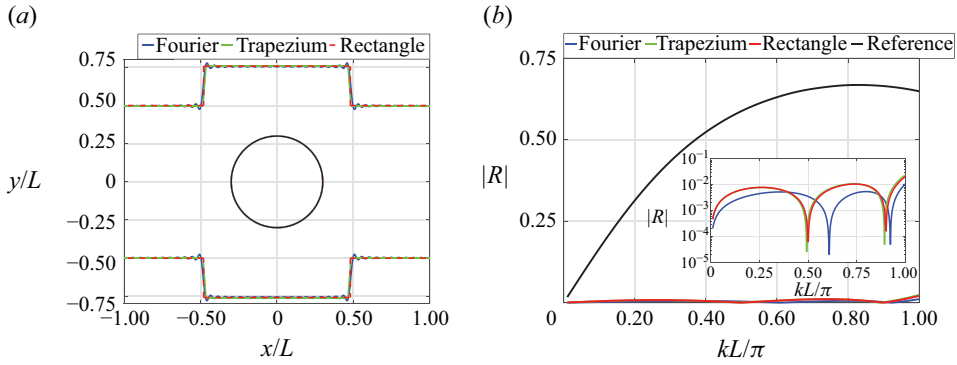 (a)
Fourier Trapezium Rectangle
0.75
0.50
0.25
y/L
0
−0.25
−0.50
−0.75
−1.00 −0.50 0 0.50 1.00
x/L
(b)
Fourier Trapezium Rectangle Reference
0.75
0.50
|R|
0.25
0 0.20 0.40 0.60 0.80 1.00
kL/π
10−1
10−2
10−3
|R|
10−4
10−5
0 0.25 0.50 0.75 1.00
kL/π